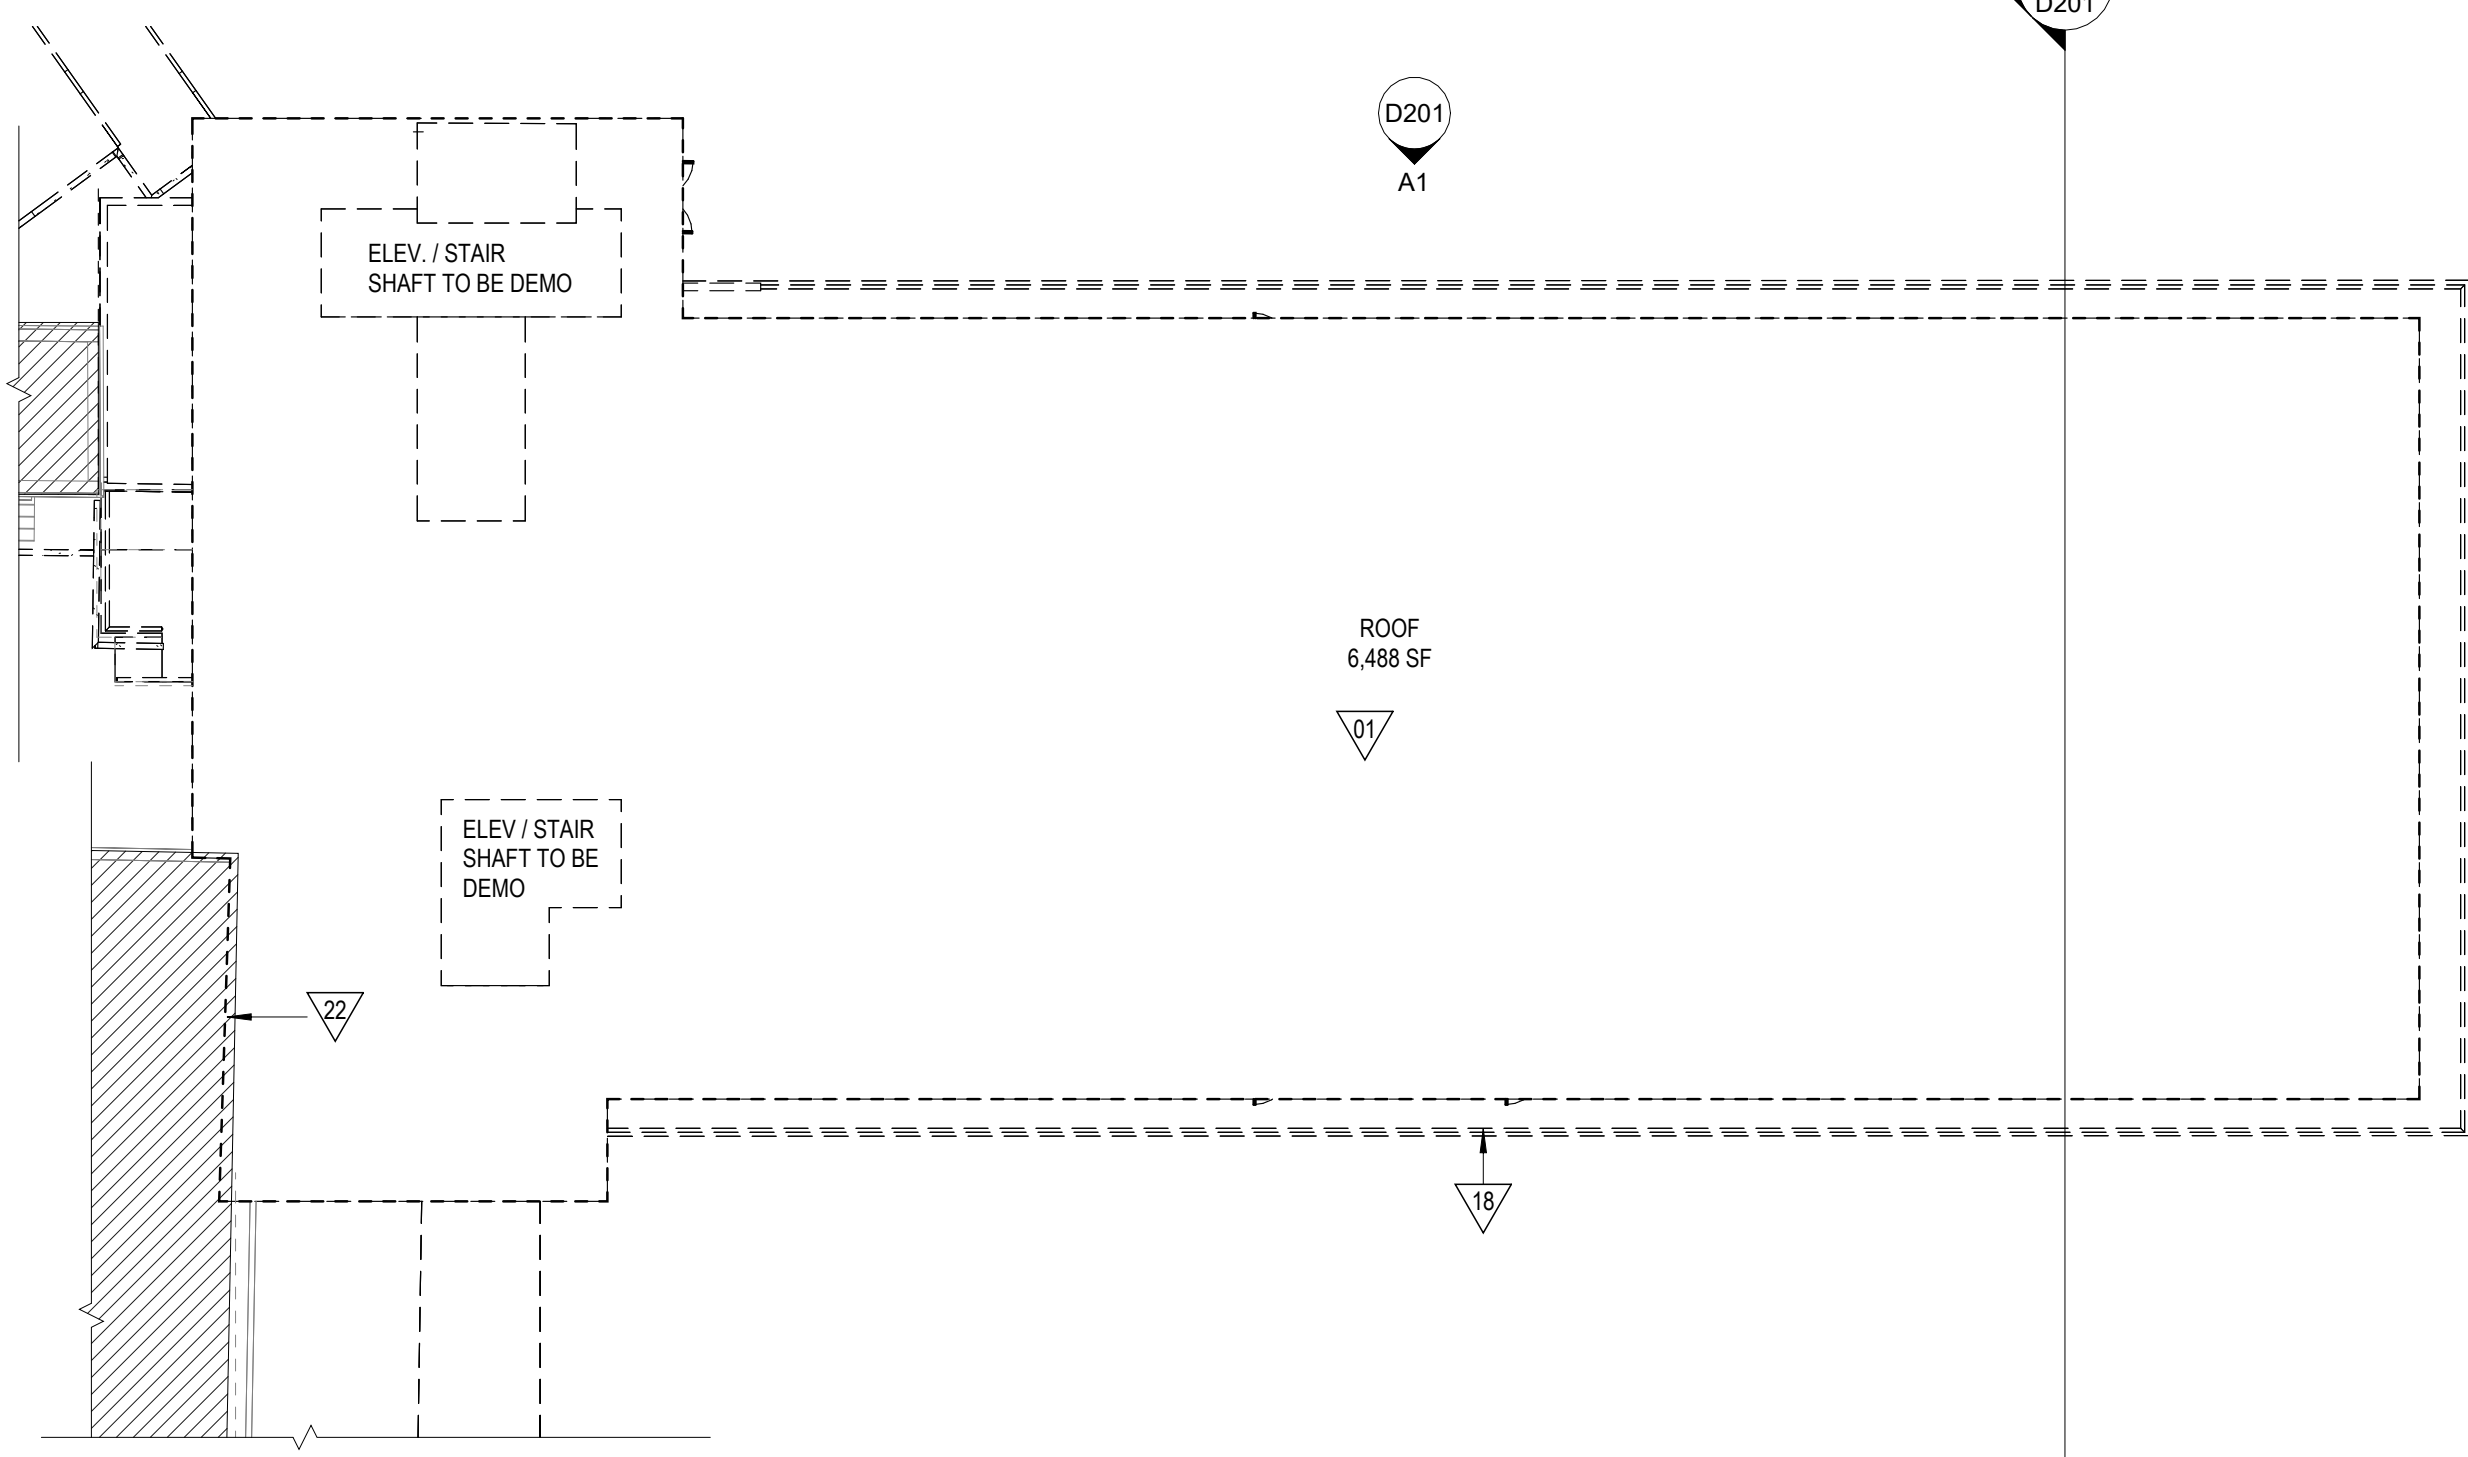 D201
D201
A1
ELEV. / STAIR
SHAFT TO BE DEMO
ROOF
6,488 SF
01
ELEV / STAIR
SHAFT TO BE
DEMO
22
18